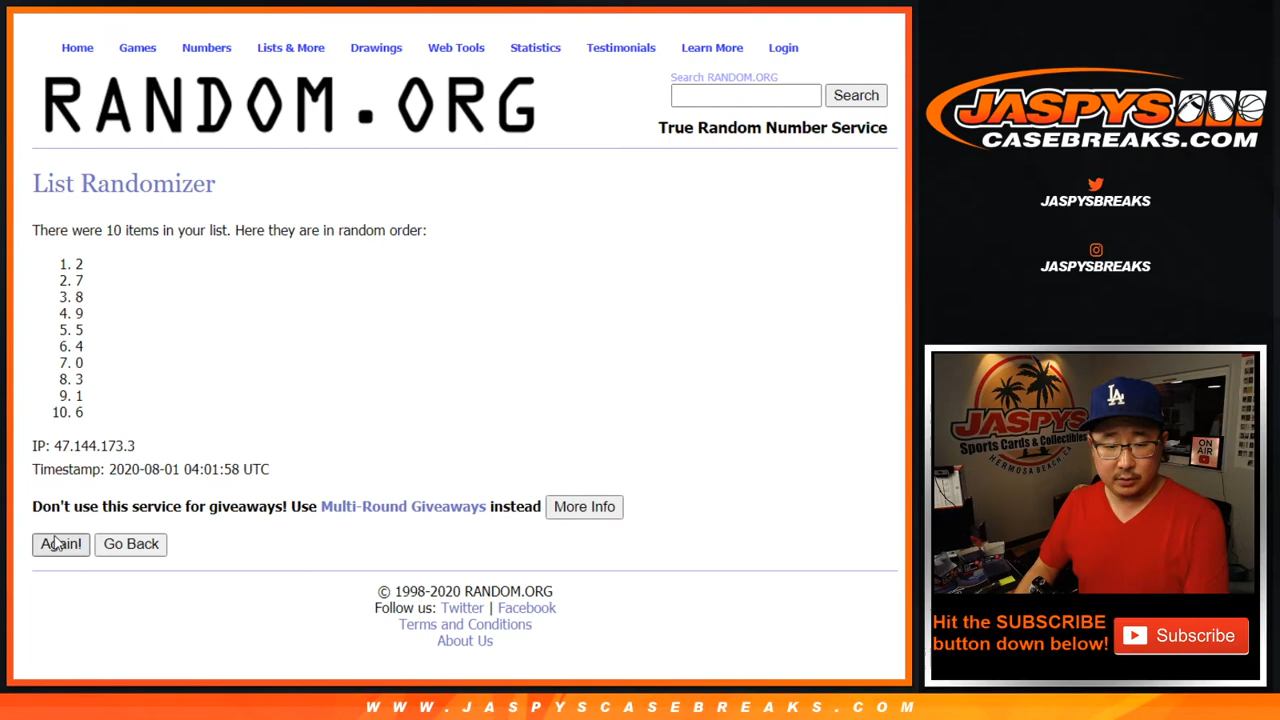 Home Games Numbers Lists & More Drawings Web Tools Statistics Testimonials Learn More Login
RANDOM.ORG
Search RANDOM.ORG
Search
True Random Number Service
List Randomizer
There were 10 items in your list. Here they are in random order:
1. 2
2. 7
3. 8
4. 9
5. 5
6. 4
7. 0
8. 3
9. 1
10. 6
IP: 47.144.173.3
Timestamp: 2020-08-01 04:01:58 UTC
Don't use this service for giveaways! Use Multi-Round Giveaways instead More Info
Again! Go Back
© 1998-2020 RANDOM.ORG
Follow us: Twitter | Facebook
Terms and Conditions
About Us
JASPYS
CASEBREAKS.COM
JASPYSBREAKS
JASPYSBREAKS
JASPYS
Sports Cards & Collectibles
HERMOSA BEACH, CA
LA
ON
AIR
Hit the SUBSCRIBE
button down below!
Subscribe
WWW.JASPYSCASEBREAKS.COM